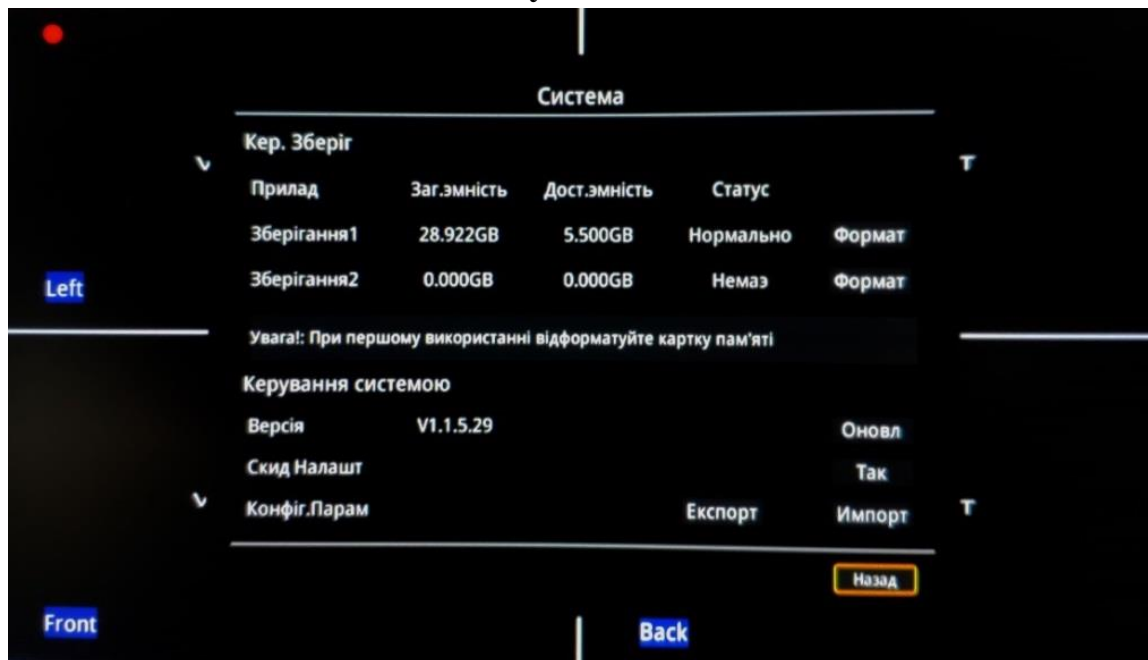 Система
Кер. Зберіг
Прилад Заг.эмність Дост.эмність Статус
Зберігання1 28.922GB 5.500GB Нормально Формат
Зберігання2 0.000GB 0.000GB Немаэ Формат
Left
Увага!: При першому використанні відформатуйте картку пам'яті
Керування системою
Версія V1.1.5.29 Оновл
Скид Налашт Так
Конфіг.Парам Експорт Импорт
Назад
Front Back